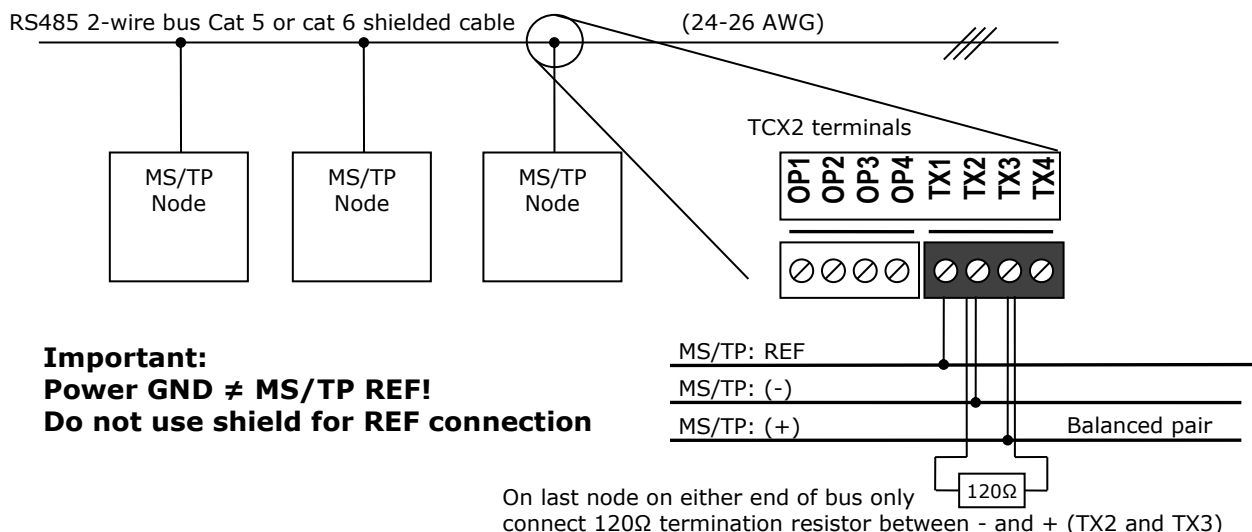 RS485 2-wire bus Cat 5 or cat 6 shielded cable (24-26 AWG)
TCX2 terminals
MS/TP
Node
MS/TP
Node
MS/TP
Node
OP1
OP2
OP3
OP4
TX1
TX2
TX3
TX4
Important:
Power GND ≠ MS/TP REF!
Do not use shield for REF connection
MS/TP: REF
MS/TP: (-)
MS/TP: (+) Balanced pair
120Ω
On last node on either end of bus only
connect 120Ω termination resistor between - and + (TX2 and TX3)